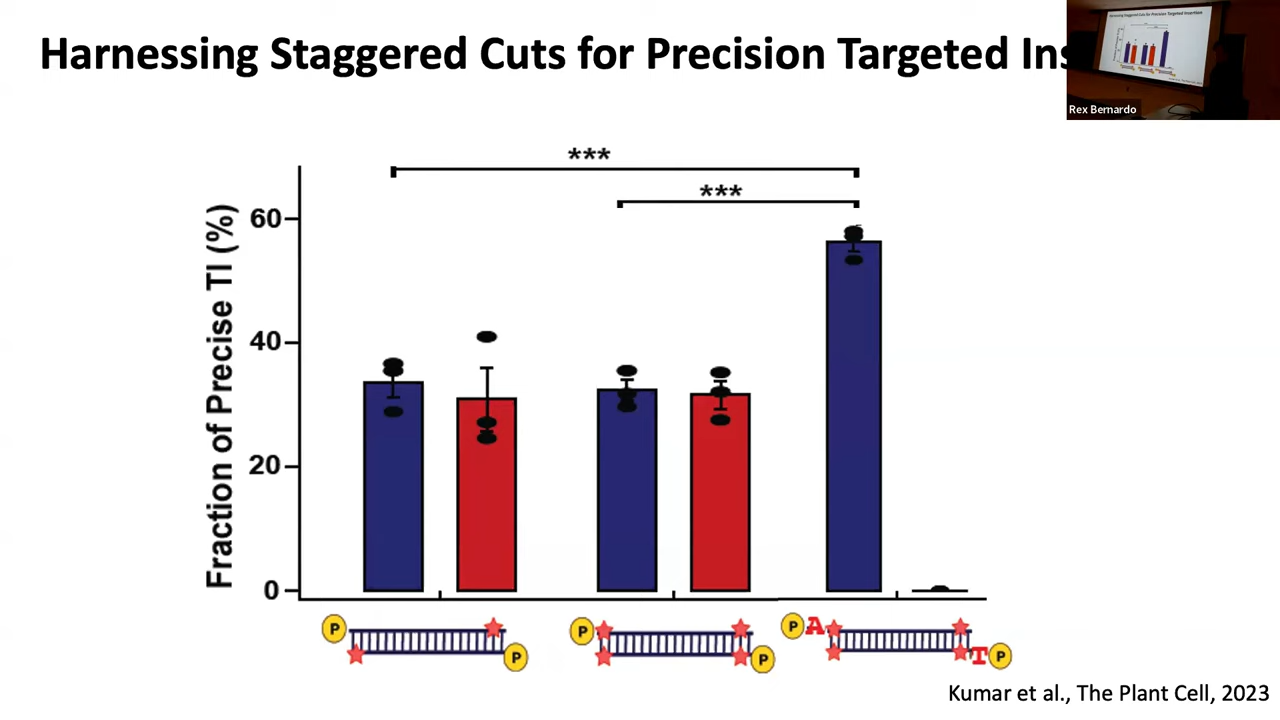 Harnessing Staggered Cuts for Precision Targeted Ins
Rex Bernardo
***
***
Fraction of Precise TI (%)
60
40
20
0
P
P
P
P
P A
T P
Kumar et al., The Plant Cell, 2023